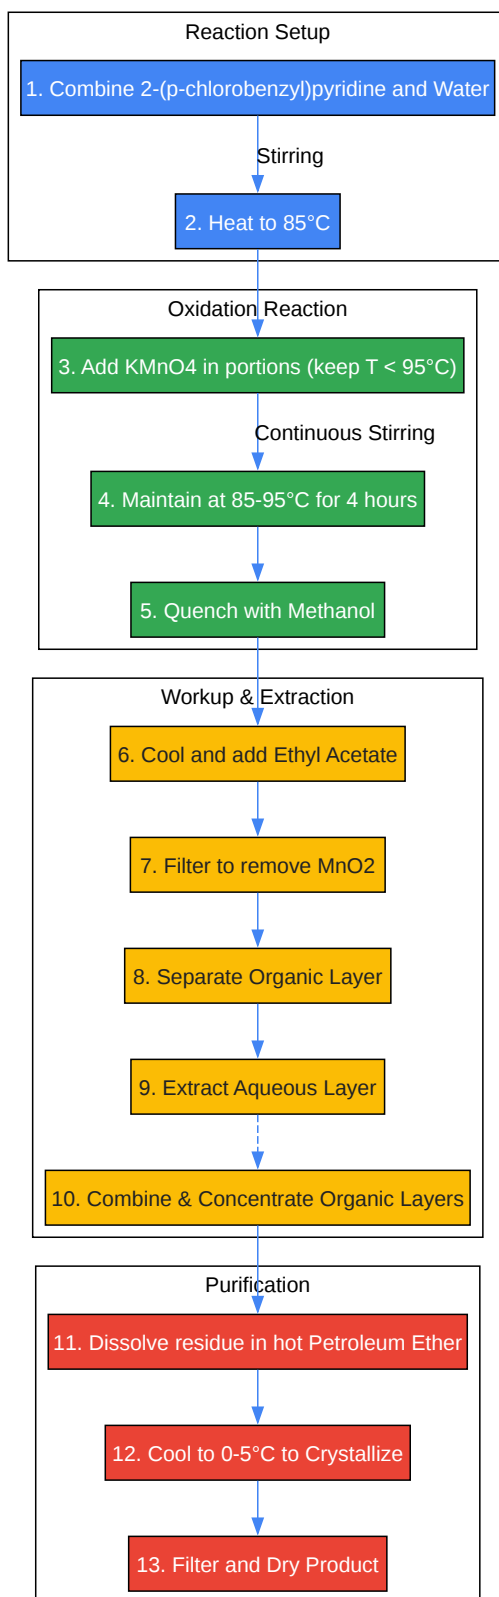 Reaction Setup
1. Combine 2-(p-chlorobenzyl)pyridine and Water
Stirring
2. Heat to 85°C
Oxidation Reaction
3. Add KMnO4 in portions (keep T < 95°C)
Continuous Stirring
4. Maintain at 85-95°C for 4 hours
5. Quench with Methanol
Workup & Extraction
6. Cool and add Ethyl Acetate
7. Filter to remove MnO2
8. Separate Organic Layer
9. Extract Aqueous Layer
10. Combine & Concentrate Organic Layers
Purification
11. Dissolve residue in hot Petroleum Ether
12. Cool to 0-5°C to Crystallize
13. Filter and Dry Product